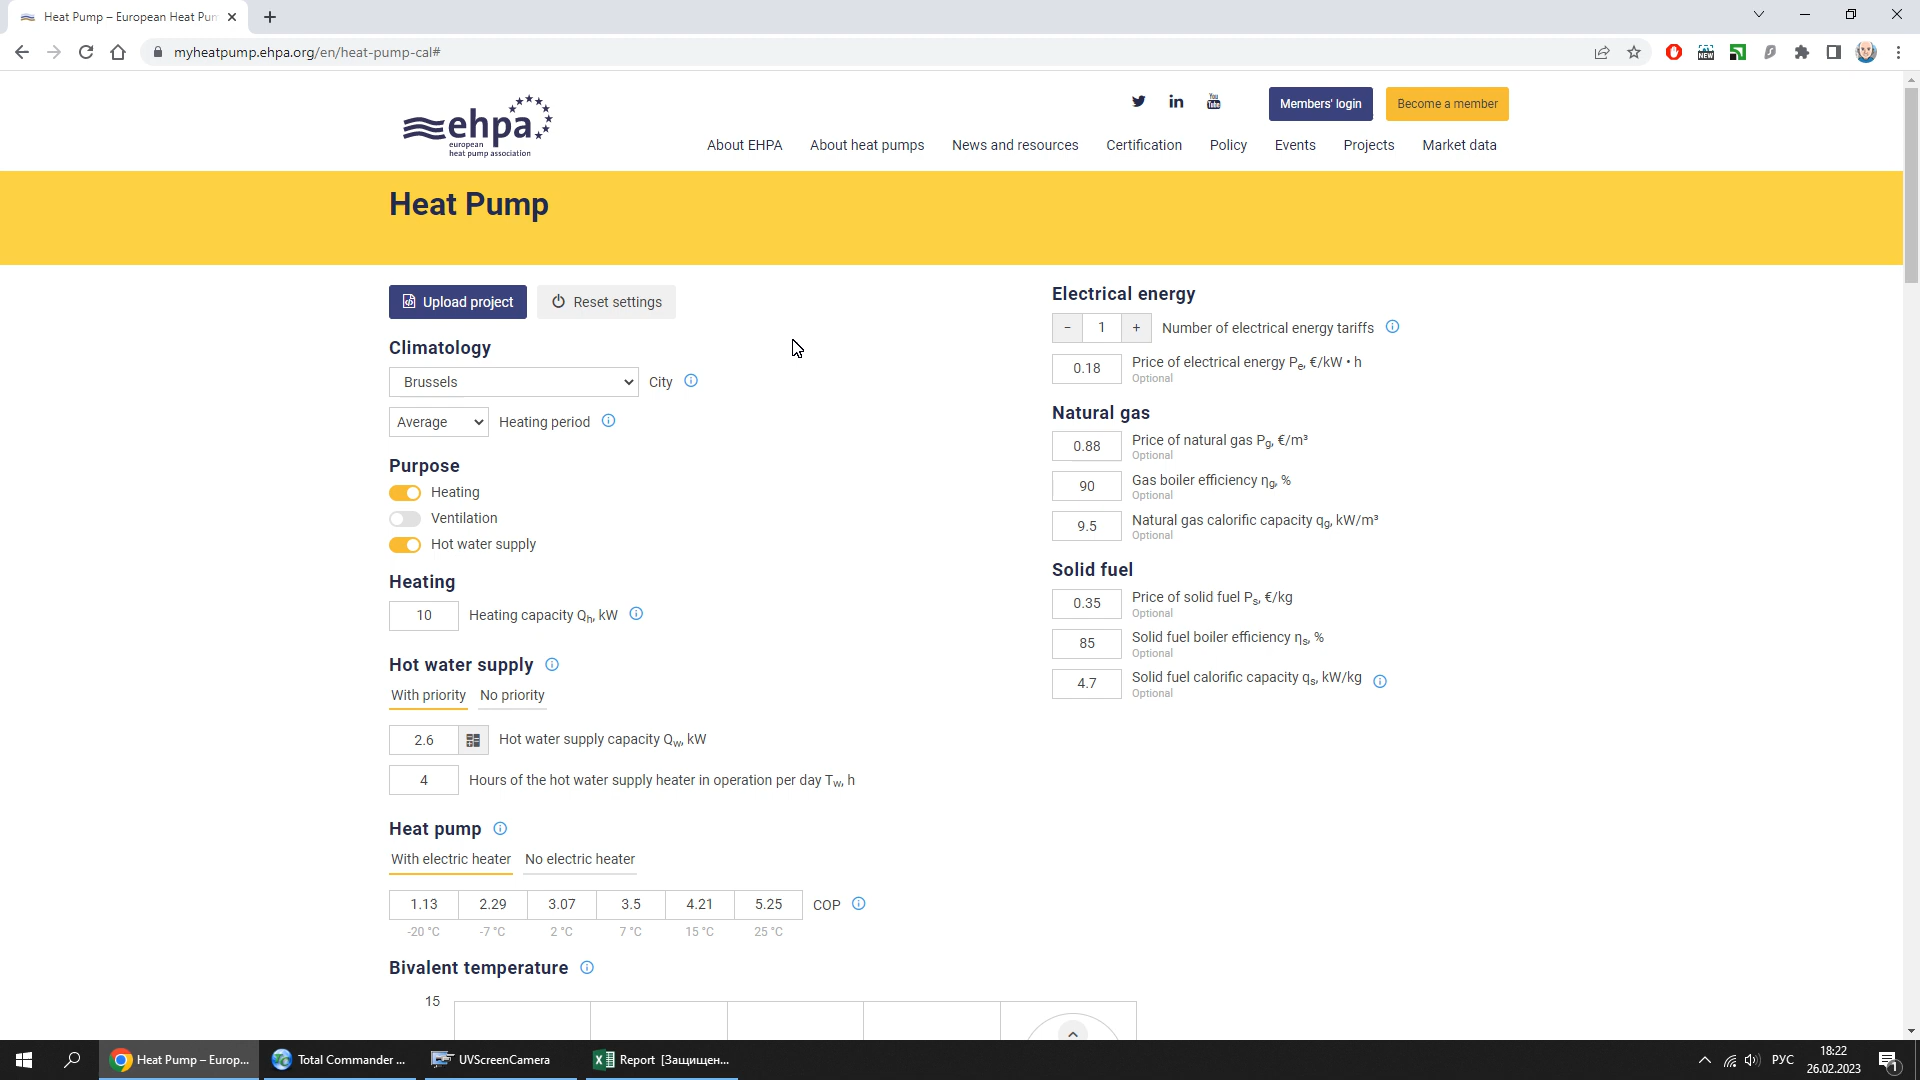 Heat Pump – European Heat Pum
myheatpump.ehpa.org/en/heat-pump-cal#
NEW
ehpa
european
heat pump association
You
Tube
Members' login
Become a member
About EHPA
About heat pumps
News and resources
Certification
Policy
Events
Projects
Market data
Heat Pump
Upload project
Reset settings
Climatology
Brussels
City
Average
Heating period
Purpose
Heating
Ventilation
Hot water supply
Heating
10
Heating capacity Qh, kW
Hot water supply
With priority
No priority
2.6
Hot water supply capacity Qw, kW
4
Hours of the hot water supply heater in operation per day Tw, h
Heat pump
With electric heater
No electric heater
1.13 2.29 3.07 3.5 4.21 5.25 COP
-20 °C -7 °C 2 °C 7 °C 15 °C 25 °C
Bivalent temperature
15
Electrical energy
- 1 + Number of electrical energy tariffs
0.18 Price of electrical energy Pe, €/kW • h
Optional
Natural gas
0.88 Price of natural gas Pg, €/m³
Optional
90 Gas boiler efficiency ηg, %
Optional
9.5 Natural gas calorific capacity qg, kW/m³
Optional
Solid fuel
0.35 Price of solid fuel Ps, €/kg
Optional
85 Solid fuel boiler efficiency ηs, %
Optional
4.7 Solid fuel calorific capacity qs, kW/kg
Optional
Heat Pump – Europ...
Total Commander ...
UVScreenCamera
Report [Защищен...
РУС
18:22
26.02.2023
1